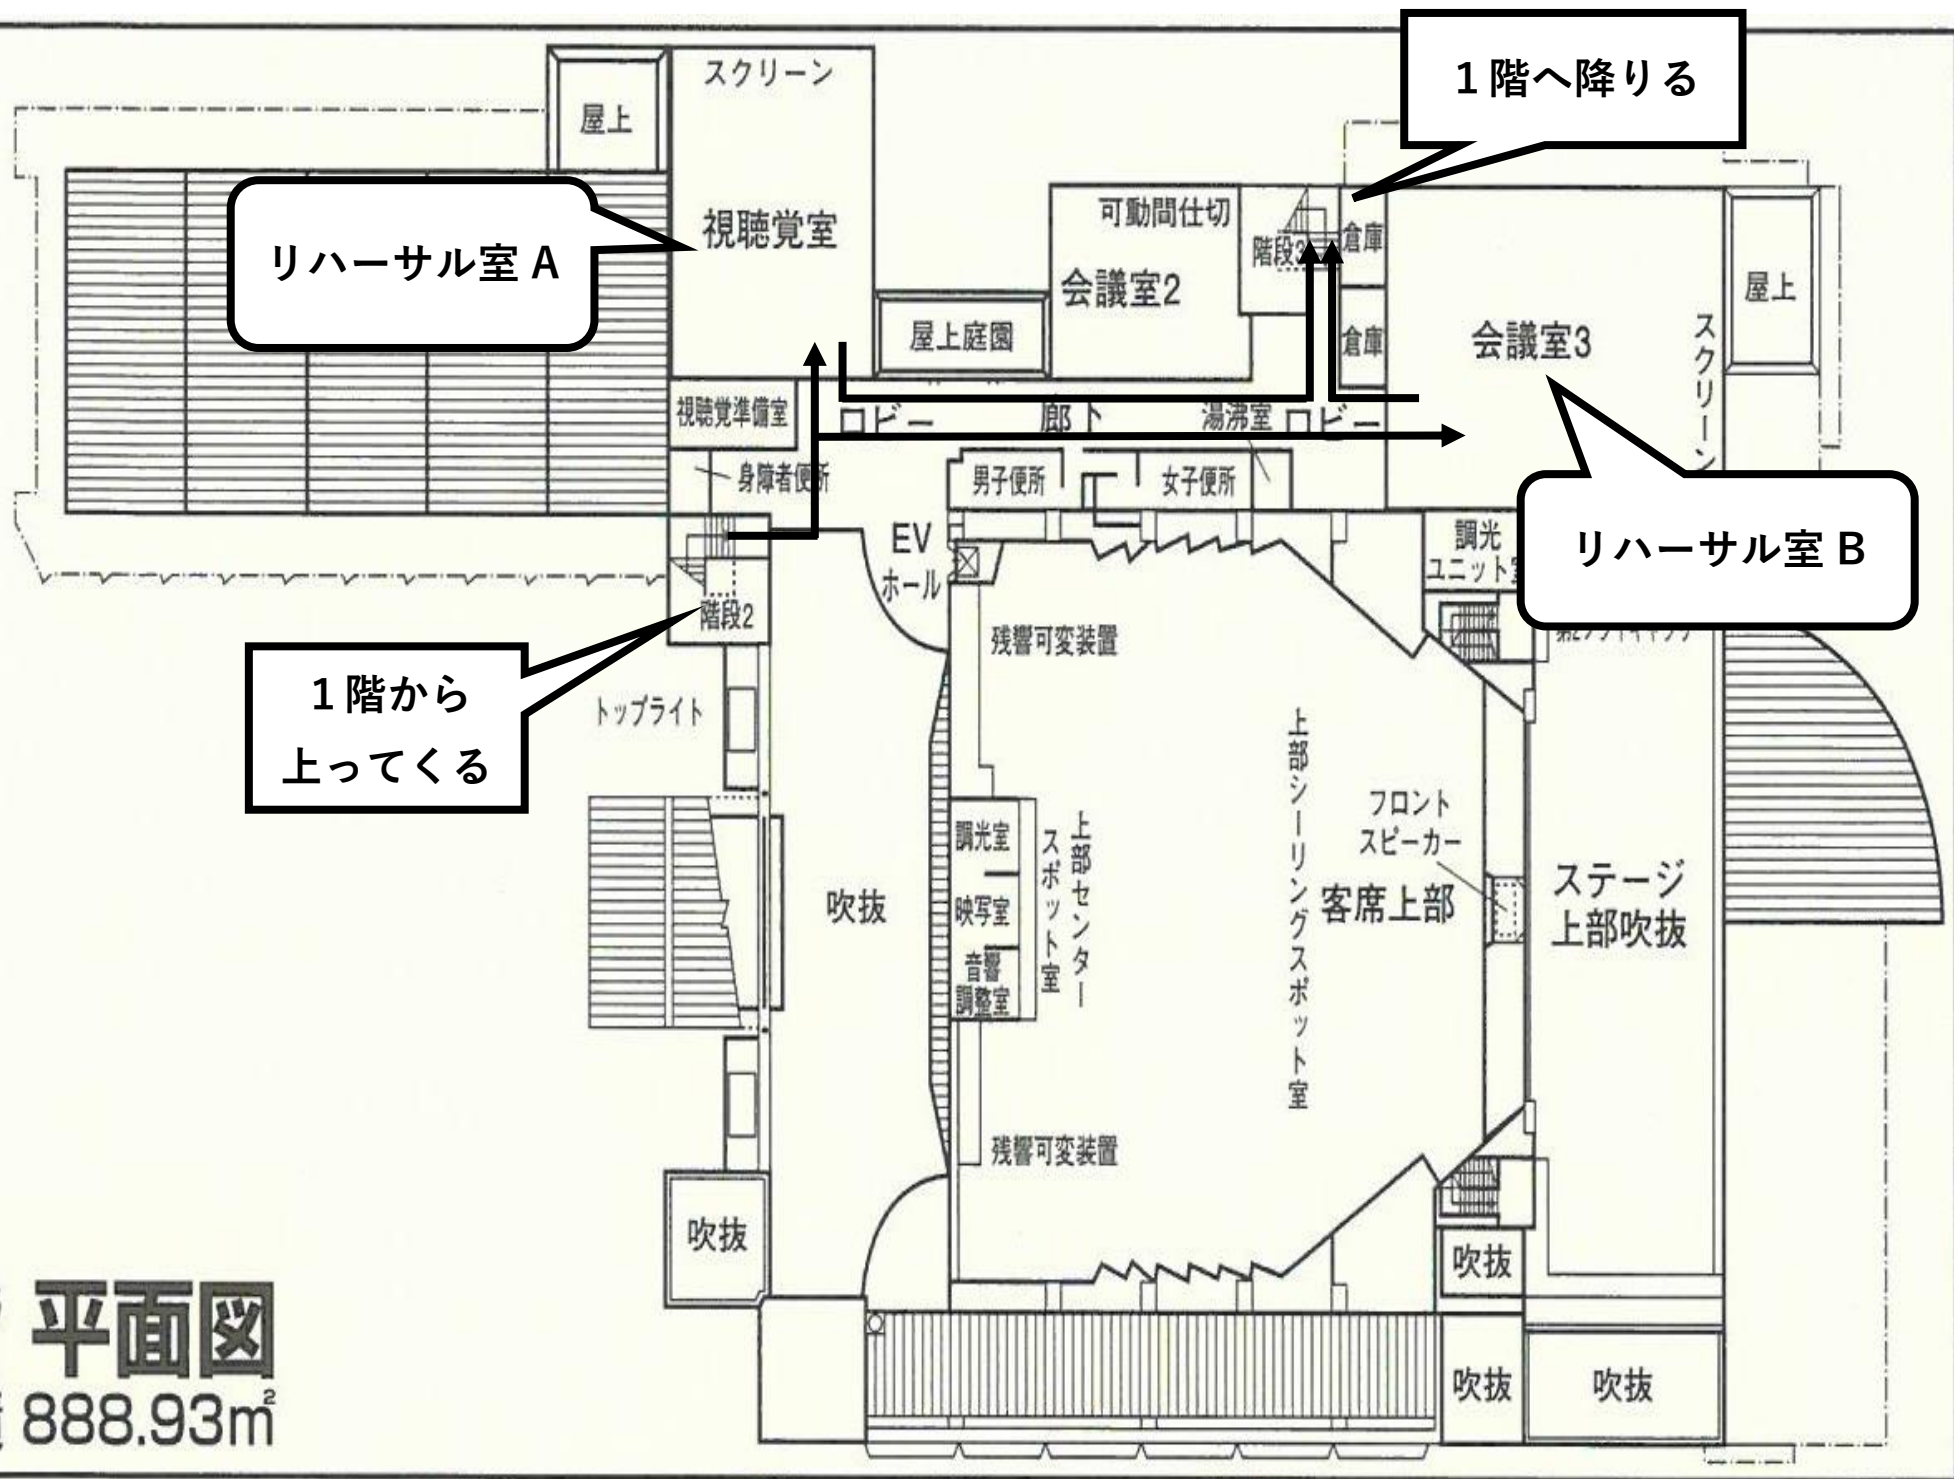 １階へ降りる
スクリーン
屋上
リハーサル室 A
視聴覚室
可動間仕切
会議室2
階段3
倉庫
倉庫
屋上
会議室3
スクリーン
屋上庭園
視聴覚準備室
ロビー
廊下
湯沸室
ロビー
身障者便所
男子便所
女子便所
EV
ホール
調光
ユニット室
リハーサル室 B
階段2
残響可変装置
１階から
上ってくる
トップライト
上部シーリングスポット室
フロント
スピーカー
調光室
上部センター
スポット室
吹抜
映写室
客席上部
ステージ
上部吹抜
音響
調整室
残響可変装置
吹抜
吹抜
平面図
吹抜
吹抜
888.93㎡